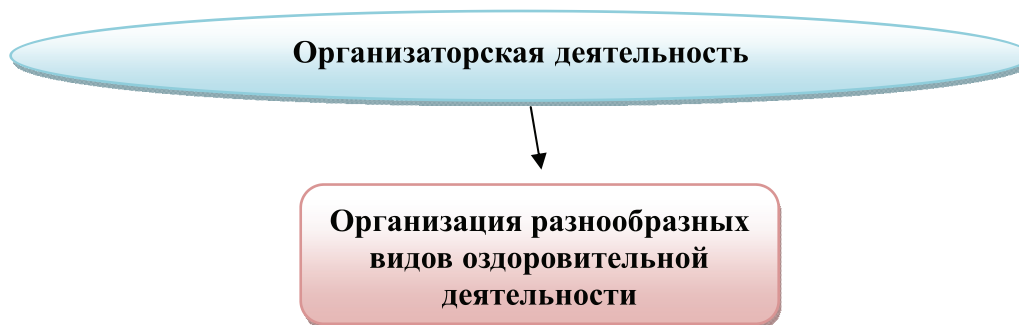 Организаторская деятельность
Организация разнообразных
видов оздоровительной
деятельности